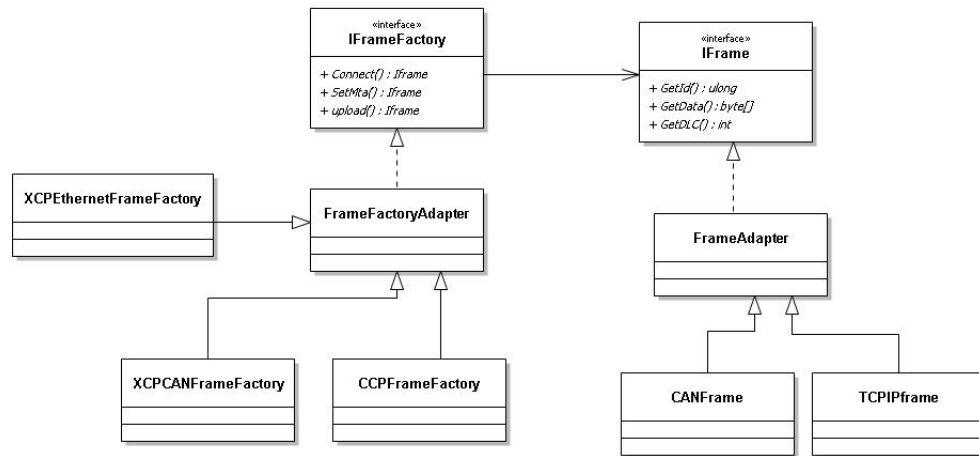 «interface»
IFrameFactory
+ Connect() : Iframe
+ SetMta() : Iframe
+ upload() : Iframe
«interface»
IFrame
+ GetId() : ulong
+ GetData() : byte[]
+ GetDLC() : int
XCPEthernetFrameFactory
FrameFactoryAdapter
FrameAdapter
XCPCANFrameFactory
CCPFrameFactory
CANFrame
TCPIPframe